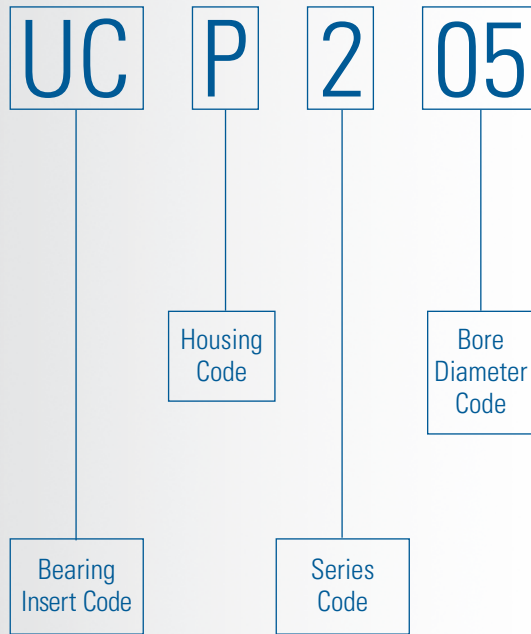 UC P 2 05
Housing
Code
Bore
Diameter
Code
Bearing
Insert Code
Series
Code